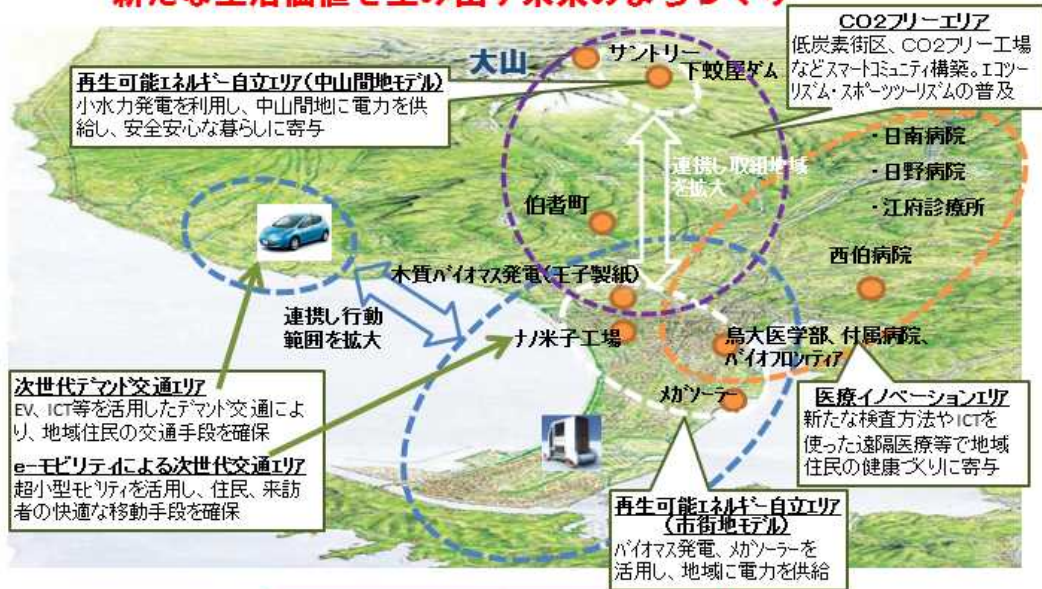 新たな生活価値を生み出す未来のまちづくり
CO2フリーエリア
低炭素街区、CO2フリー工場
などスマートコミュニティ構築。エコツー
リズム・スポーツツーリズムの普及
大山
サントリー
下蚊屋ダム
再生可能エネルギー自立エリア(中山間地モデル)
小水力発電を利用し、中山間地に電力を供
給し、安全安心な暮らしに寄与
連携し取組地域
を拡大
・日南病院
・日野病院
・江府診療所
伯耆町
西伯病院
木質バイオマス発電(王子製紙)
連携し行動
範囲を拡大
ナノ米子工場
鳥大医学部、付属病院、
バイオフロンティア
メガソーラー
次世代デマンド交通エリア
EV、ICT等を活用したデマンド交通によ
り、地域住民の交通手段を確保
e-モビリティによる次世代交通エリア
超小型モビリティを活用し、住民、来訪
者の快適な移動手段を確保
医療イノベーションエリア
新たな検査方法やICTを
使った遠隔医療等で地域
住民の健康づくりに寄与
再生可能エネルギー自立エリア
(市街地モデル)
バイオマス発電、メガソーラーを
活用し、地域に電力を供給